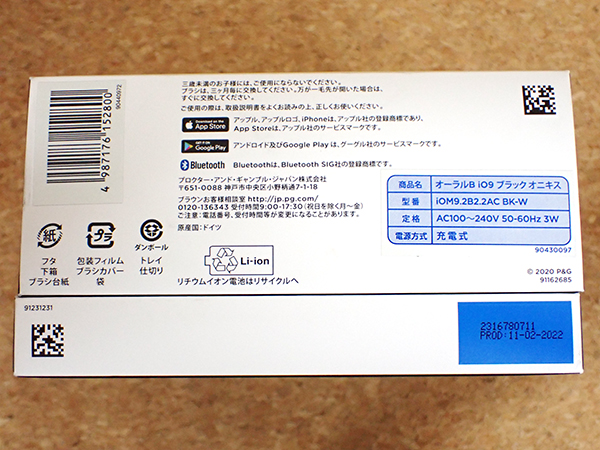 三歳未満のお子様には、ご使用にならないでください。
ブラシは、三ヶ月毎に交換してください。万が一毛先が開いた場合は、
すぐに交換してください。
ご使用の際は、取扱説明書をよくお読みの上、正しくお使いください。
Download on the
App Store
アップル、アップルロゴ、iPhoneは、アップル社の登録商標であり、
App Storeは、アップル社のサービスマークです。
GET IT ON
Google Play
アンドロイド及びGoogle Play は、グーグル社のサービスマークです。
Bluetooth
Bluetoothは、Bluetooth SIG社の登録商標です。
プロクター・アンド・ギャンブル・ジャパン株式会社
〒651-0088 神戸市中央区小野柄通7-1-18
ブラウンお客様相談室 http://jp.pg.com/
0120-136343 受付時間9:00-17:30(祝日を除く月〜金)
ご注意:電話番号、受付時間等が変更になることがあります。
原産国:ドイツ
4 987176 152800
90440972
商品名 オーラルB iO9 ブラック オニキス
型番 iOM9.2B2.2AC BK-W
定格 AC100〜240V 50-60Hz 3W
電源方式 充電式
90430097
紙
フタ
下箱
ブラシ台紙
プラ
包装フィルム
ブラシカバー
袋
ダンボール
トレイ
仕切り
Li-ion
リチウムイオン電池はリサイクルへ
© 2020 P&G
91162685
91231231
2316780711
PROD: 11-02-2022